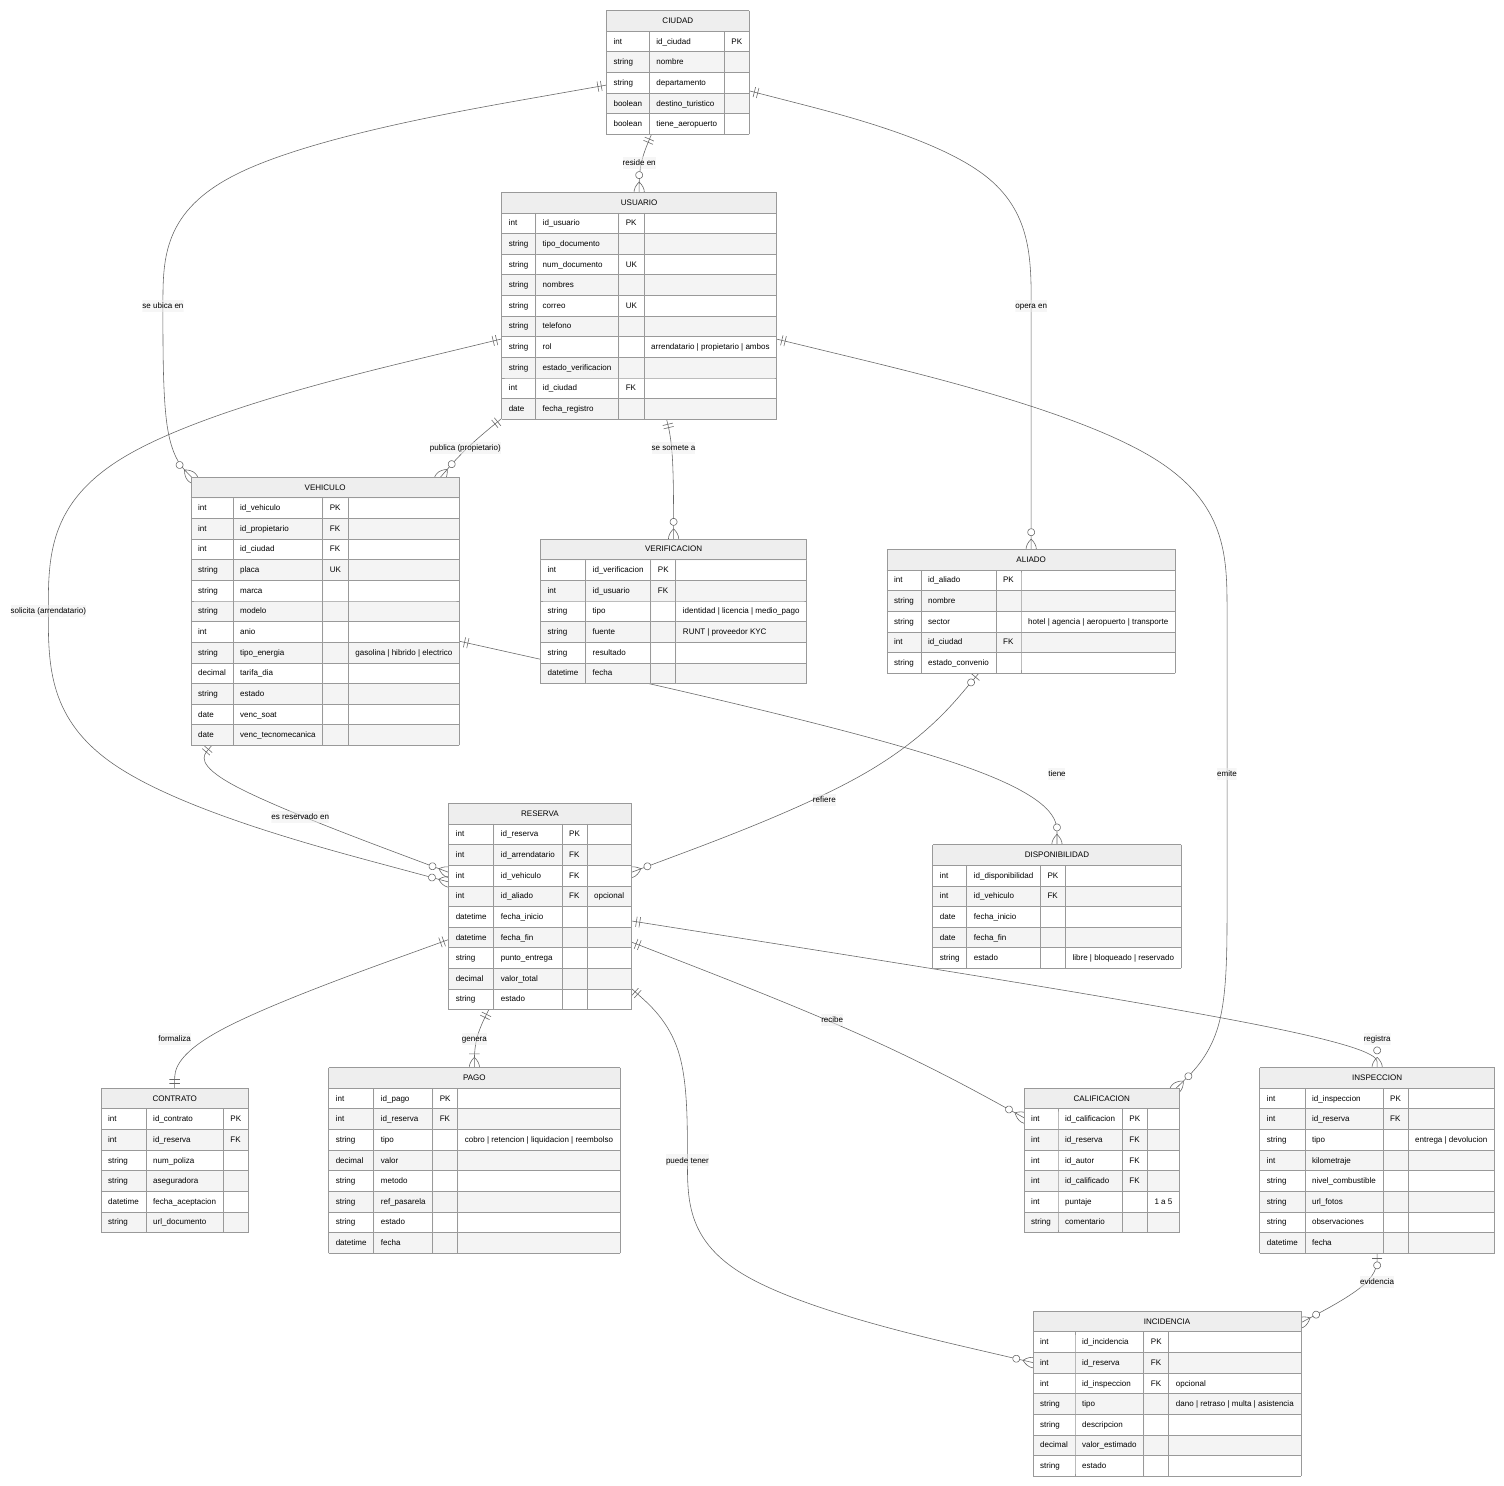 CIUDAD
int id_ciudad PK
string nombre
string departamento
boolean destino_turistico
boolean tiene_aeropuerto
reside en
USUARIO
int id_usuario PK
string tipo_documento
string num_documento UK
string nombres
string correo UK
string telefono
string rol arrendatario | propietario | ambos
string estado_verificacion
int id_ciudad FK
date fecha_registro
se ubica en
opera en
publica (propietario)
se somete a
VEHICULO
int id_vehiculo PK
int id_propietario FK
int id_ciudad FK
string placa UK
string marca
string modelo
int anio
string tipo_energia gasolina | hibrido | electrico
decimal tarifa_dia
string estado
date venc_soat
date venc_tecnomecanica
VERIFICACION
int id_verificacion PK
int id_usuario FK
string tipo identidad | licencia | medio_pago
string fuente RUNT | proveedor KYC
string resultado
datetime fecha
ALIADO
int id_aliado PK
string nombre
string sector hotel | agencia | aeropuerto | transporte
int id_ciudad FK
string estado_convenio
solicita (arrendatario)
tiene
emite
refiere
es reservado en
RESERVA
int id_reserva PK
int id_arrendatario FK
int id_vehiculo FK
int id_aliado FK opcional
datetime fecha_inicio
datetime fecha_fin
string punto_entrega
decimal valor_total
string estado
DISPONIBILIDAD
int id_disponibilidad PK
int id_vehiculo FK
date fecha_inicio
date fecha_fin
string estado libre | bloqueado | reservado
formaliza
genera
recibe
registra
CONTRATO
int id_contrato PK
int id_reserva FK
string num_poliza
string aseguradora
datetime fecha_aceptacion
string url_documento
PAGO
int id_pago PK
int id_reserva FK
string tipo cobro | retencion | liquidacion | reembolso
decimal valor
string metodo
string ref_pasarela
string estado
datetime fecha
puede tener
CALIFICACION
int id_calificacion PK
int id_reserva FK
int id_autor FK
int id_calificado FK
int puntaje 1 a 5
string comentario
INSPECCION
int id_inspeccion PK
int id_reserva FK
string tipo entrega | devolucion
int kilometraje
string nivel_combustible
string url_fotos
string observaciones
datetime fecha
evidencia
INCIDENCIA
int id_incidencia PK
int id_reserva FK
int id_inspeccion FK opcional
string tipo dano | retraso | multa | asistencia
string descripcion
decimal valor_estimado
string estado